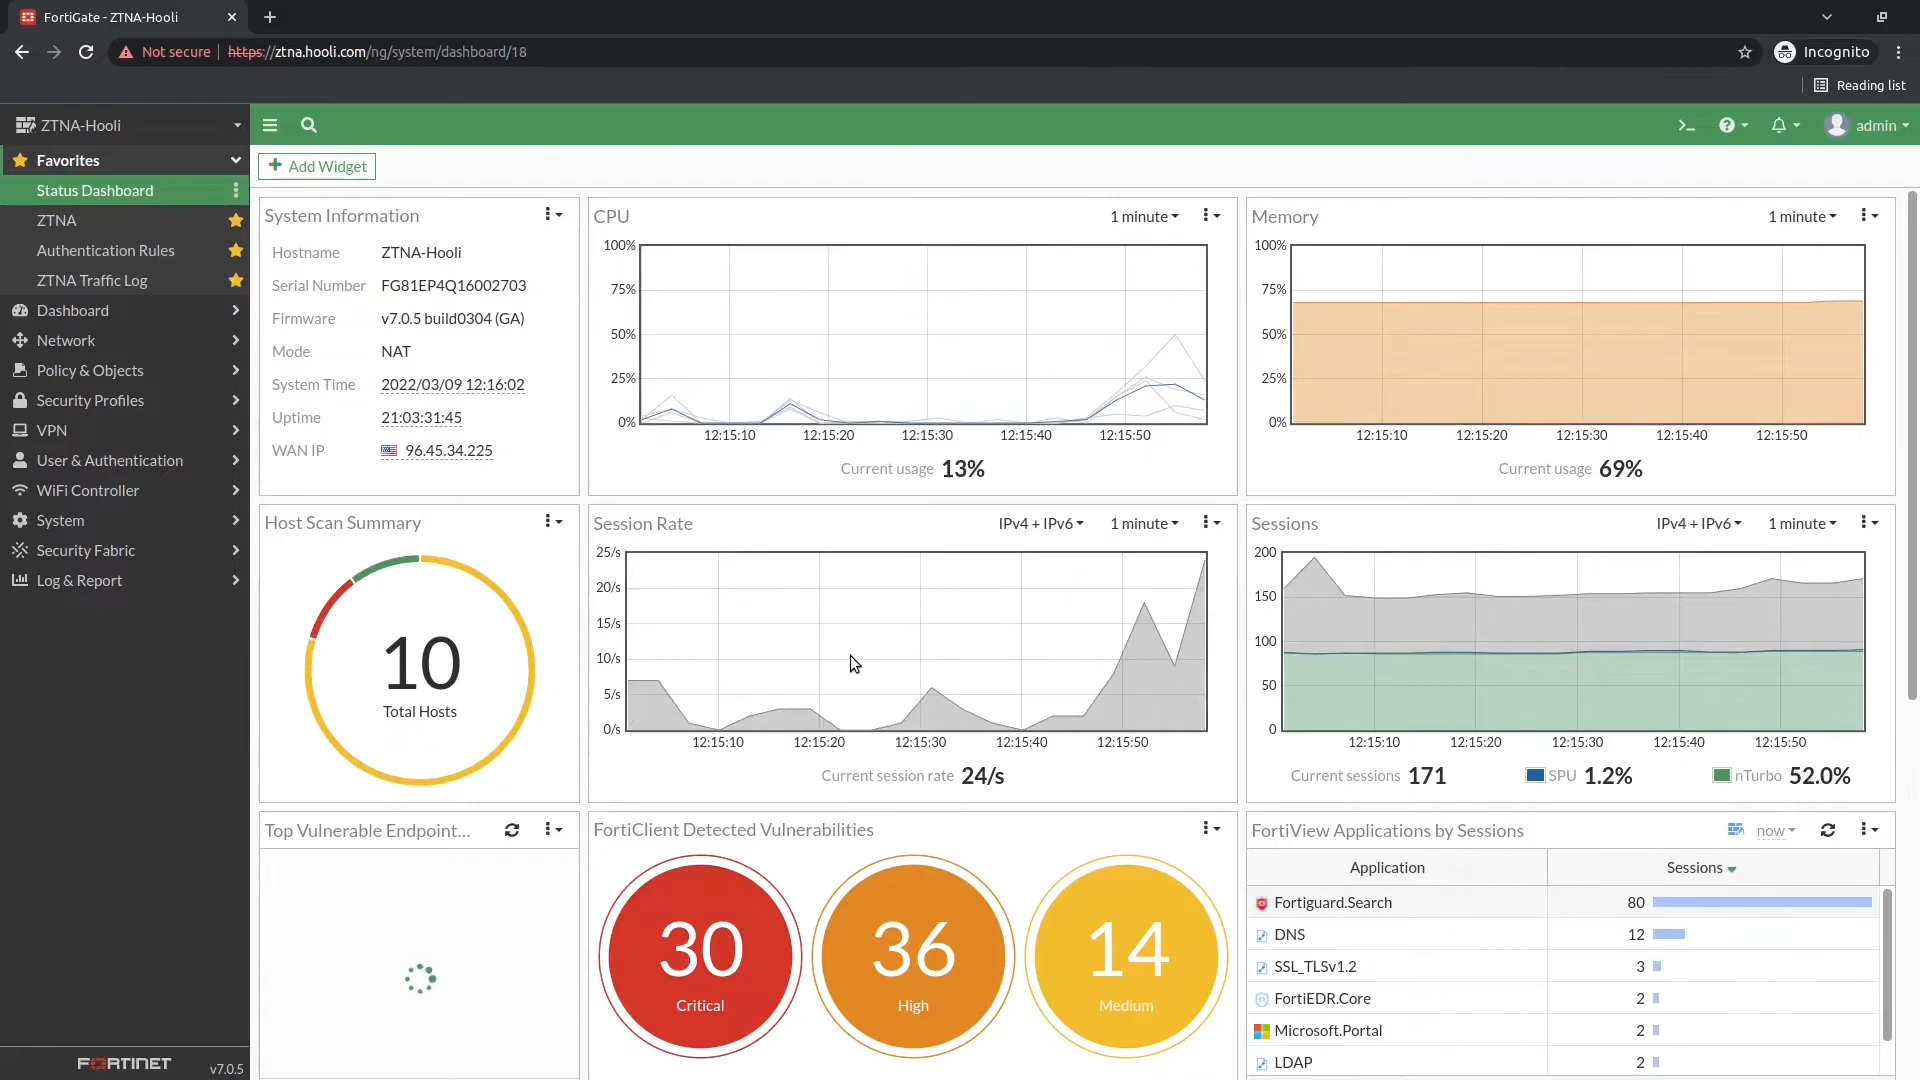 FortiGate - ZTNA-Hooli
Not secure
https://ztna.hooli.com/ng/system/dashboard/18
Incognito
Reading list
ZTNA-Hooli
admin
Favorites
Status Dashboard
ZTNA
Authentication Rules
ZTNA Traffic Log
Dashboard
Network
Policy & Objects
Security Profiles
VPN
User & Authentication
WiFi Controller
System
Security Fabric
Log & Report
FORTINET
v7.0.5
Add Widget
System Information
Hostname ZTNA-Hooli
Serial Number FG81EP4Q16002703
Firmware v7.0.5 build0304 (GA)
Mode NAT
System Time 2022/03/09 12:16:02
Uptime 21:03:31:45
WAN IP 96.45.34.225
CPU 1 minute
100%
75%
50%
25%
0%
12:15:10 12:15:20 12:15:30 12:15:40 12:15:50
Current usage 13%
Memory 1 minute
100%
75%
50%
25%
0%
12:15:10 12:15:20 12:15:30 12:15:40 12:15:50
Current usage 69%
Host Scan Summary
10
Total Hosts
Session Rate IPv4 + IPv6 1 minute
25/s
20/s
15/s
10/s
5/s
0/s
12:15:10 12:15:20 12:15:30 12:15:40 12:15:50
Current session rate 24/s
Sessions IPv4 + IPv6 1 minute
200
150
100
50
0
12:15:10 12:15:20 12:15:30 12:15:40 12:15:50
Current sessions 171 SPU 1.2% nTurbo 52.0%
Top Vulnerable Endpoint...
FortiClient Detected Vulnerabilities
30
Critical
36
High
14
Medium
FortiView Applications by Sessions now
Application Sessions
Fortiguard.Search 80
DNS 12
SSL_TLSv1.2 3
FortiEDR.Core 2
Microsoft.Portal 2
LDAP 2